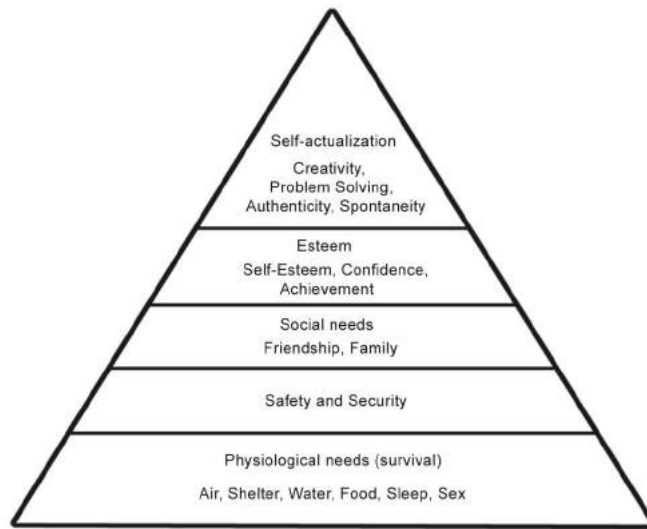 Self-actualization
Creativity,
Problem Solving,
Authenticity, Spontaneity
Esteem
Self-Esteem, Confidence,
Achievement
Social needs
Friendship, Family
Safety and Security
Physiological needs (survival)
Air, Shelter, Water, Food, Sleep, Sex